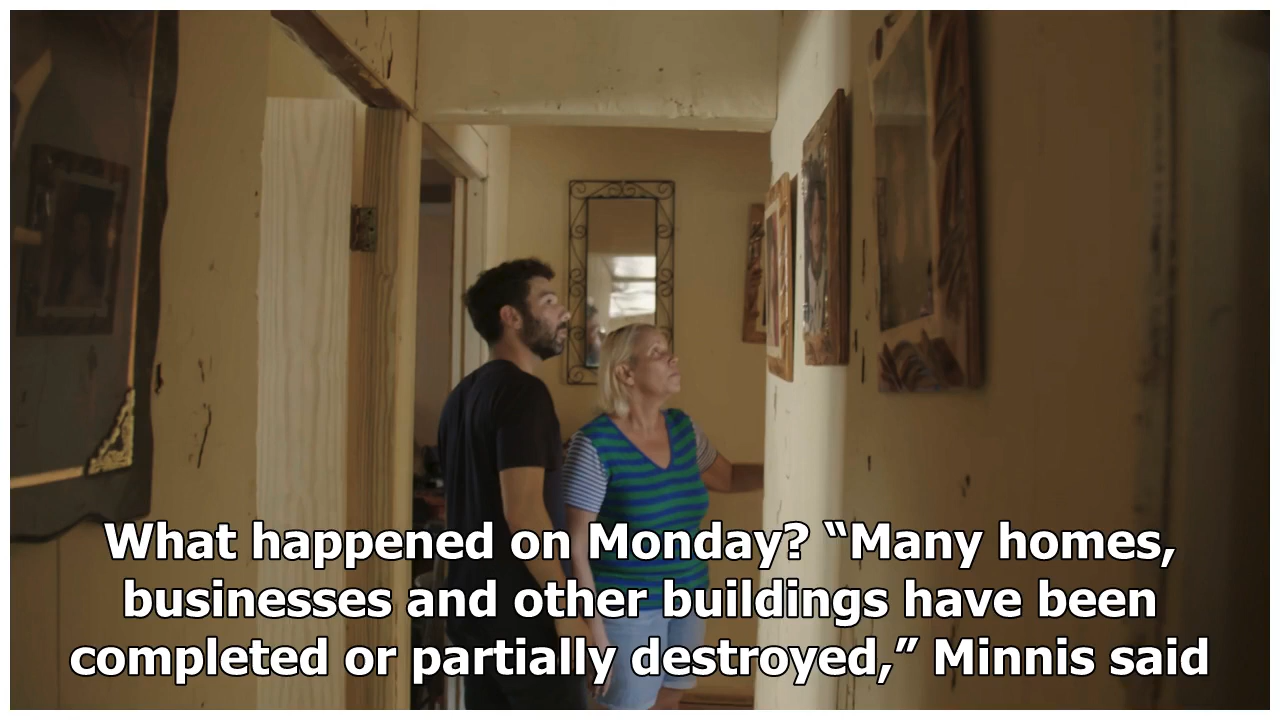 What happened on Monday? “Many homes,
businesses and other buildings have been
completed or partially destroyed,” Minnis said